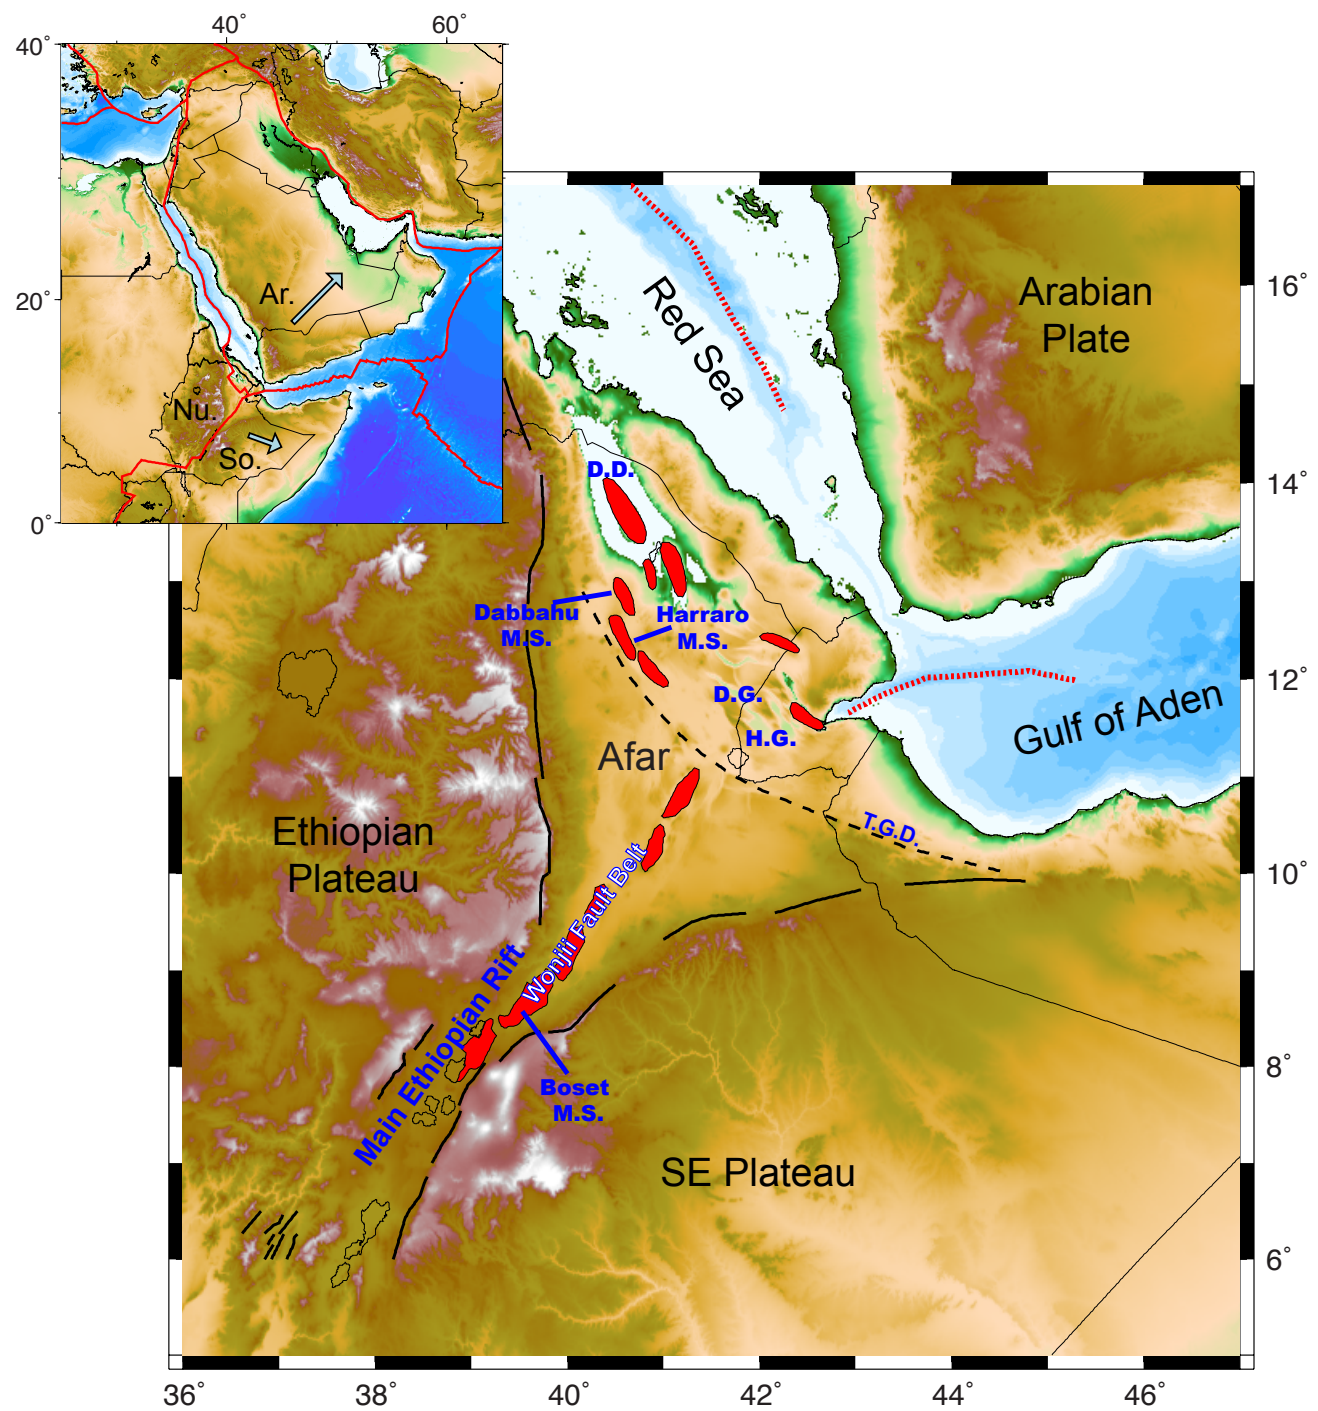 40°
60°
40°
20°
0°
Ar.
Nu.
So.
Red Sea
Arabian
Plate
16°
14°
12°
10°
8°
6°
D.D.
Dabbahu
M.S.
Harraro
M.S.
D.G.
H.G.
Gulf of Aden
Afar
T.G.D.
Ethiopian
Plateau
Wonjii Fault Belt
Main Ethiopian Rift
Boset
M.S.
SE Plateau
36°
38°
40°
42°
44°
46°